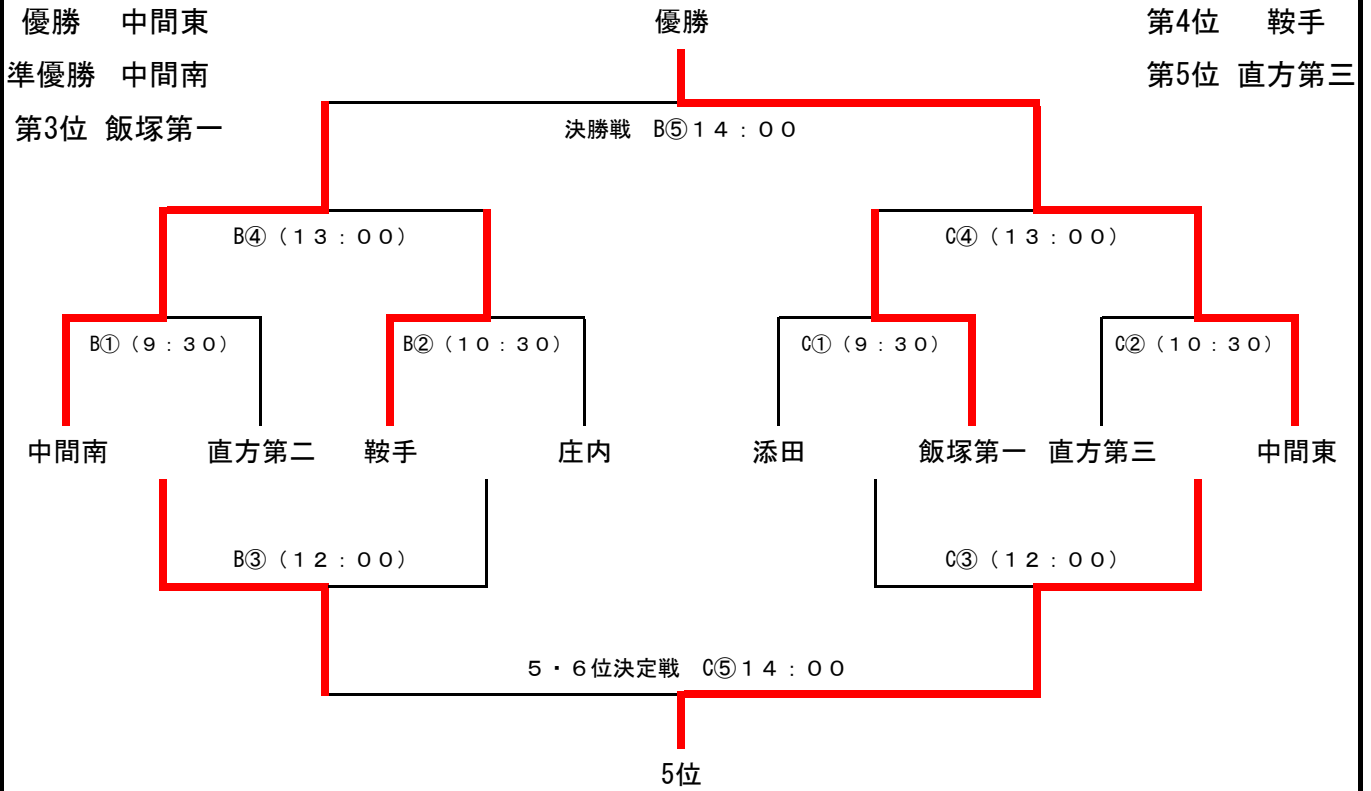 優勝 中間東
優勝
第4位 鞍手
準優勝 中間南
第5位 直方第三
第3位 飯塚第一
決勝戦 B⑤14:00
B④(13:00)
C④(13:00)
B①(9:30)
B②(10:30)
C①(9:30)
C②(10:30)
中間南
直方第二
鞍手
庄内
添田
飯塚第一
直方第三
中間東
B③(12:00)
C③(12:00)
5・6位決定戦 C⑤14:00
5位